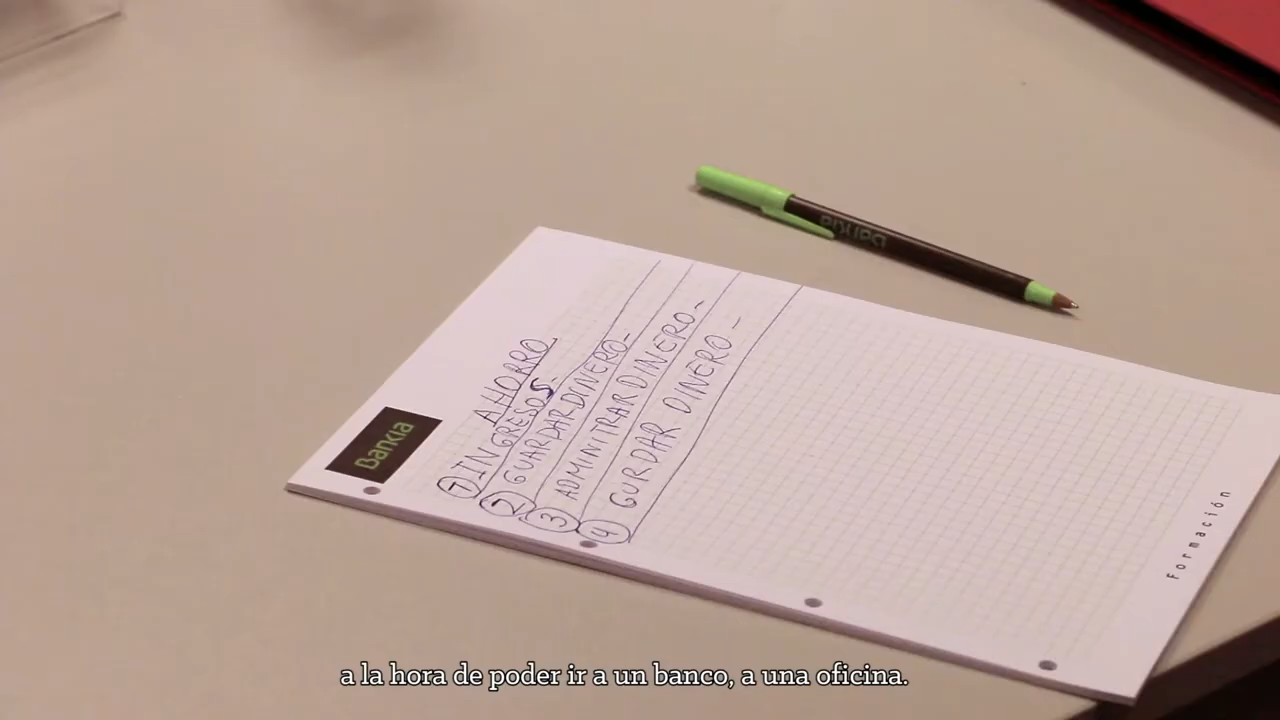 Bankia
AHORRO
1 INGRESOS
2 GUARDAR DINERO-
3 ADMINITRAR DINERO-
4 GURDAR DINERO-
Formación
Bankia
a la hora de poder ir a un banco, a una oficina.